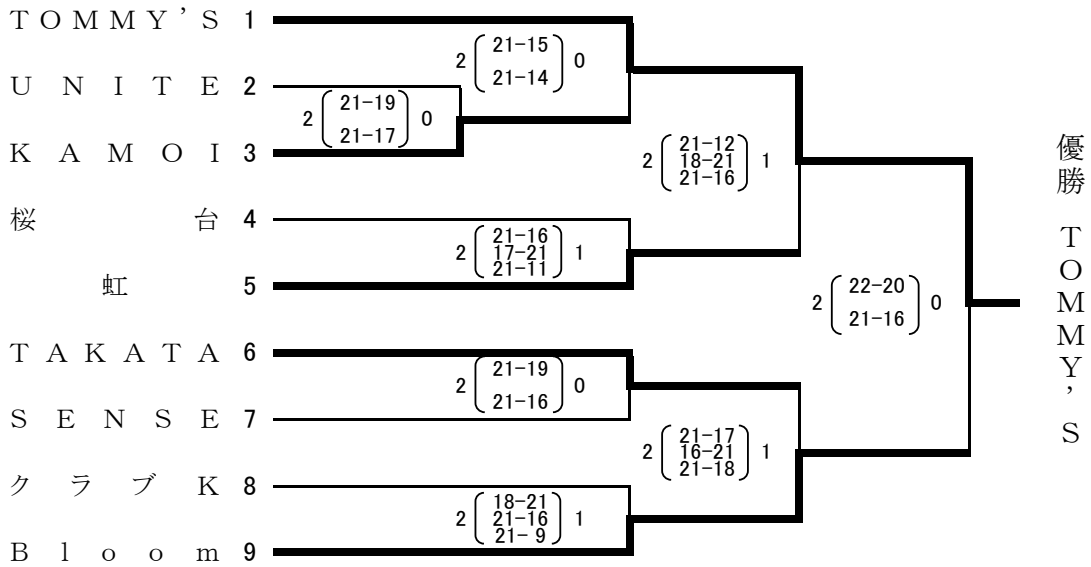 TOMMY'S 1
UNITE 2
KAMOI 3
桜台 4
虹 5
TAKATA 6
SENSE 7
クラブK 8
Bloom 9
2 21-19 0
21-17
2 21-15 0
21-14
2 21-16 1
17-21
21-11
2 21-19 0
21-16
2 18-21 1
21-16
21- 9
2 21-12 1
18-21
21-16
2 21-17 1
16-21
21-18
2 22-20 0
21-16
優勝 TOMMY'S